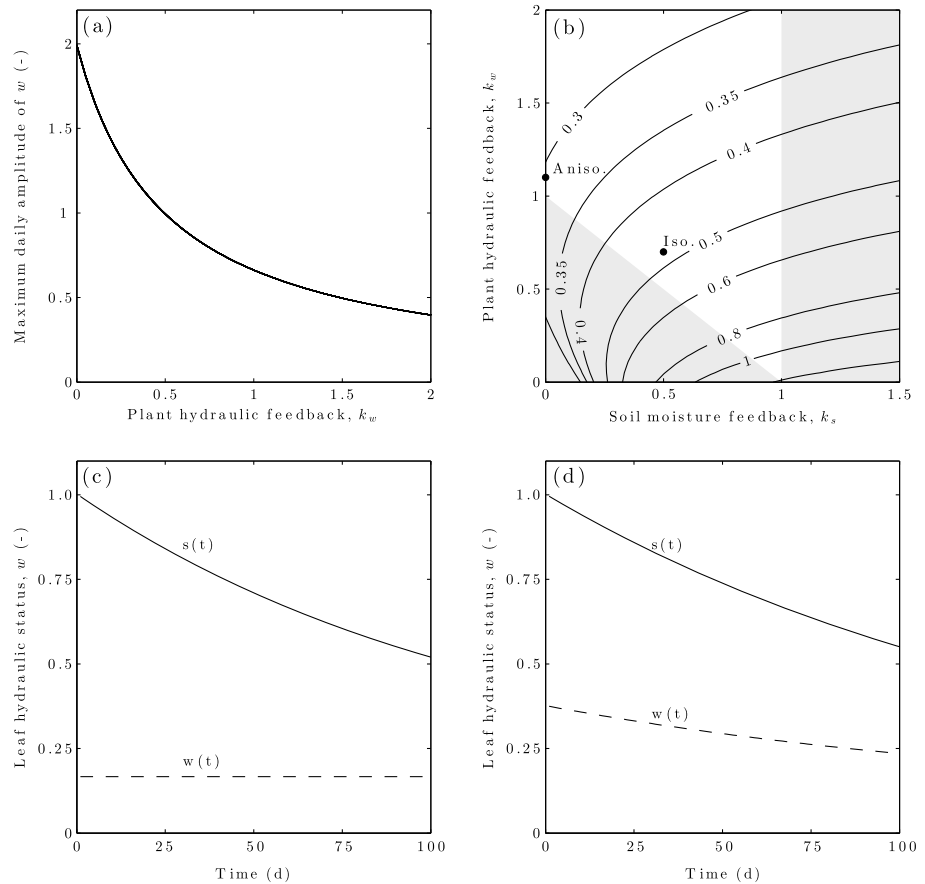 (a)
Maximum daily amplitude of w (-)
2
1.5
1
0.5
0
0 0.5 1 1.5 2
Plant hydraulic feedback, k_w
(b)
Plant hydraulic feedback, k_w
2
1.5
1
0.5
0
0.3
0.35
0.4
Aniso.
Iso.
0.5
0.35
0.6
0.4
0.8
1
0 0.5 1 1.5
Soil moisture feedback, k_s
(c)
Leaf hydraulic status, w (-)
1.0
0.75
0.5
0.25
0
s(t)
w(t)
0 25 50 75 100
Time (d)
(d)
Leaf hydraulic status, w (-)
1.0
0.75
0.5
0.25
0
s(t)
w(t)
0 25 50 75 100
Time (d)